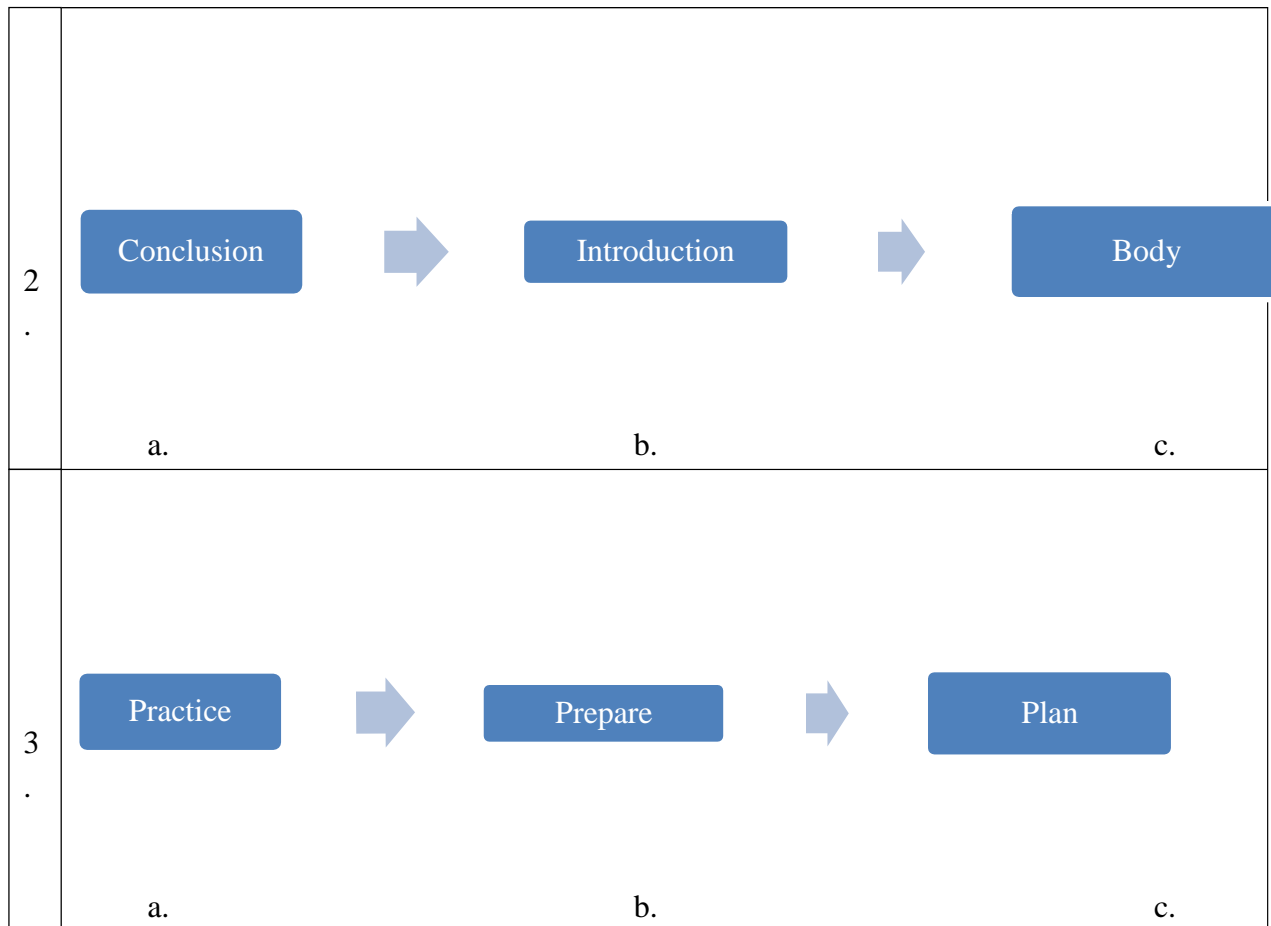 Conclusion Introduction Body
2
.
a. b. c.
Practice Prepare Plan
3
.
a. b. c.